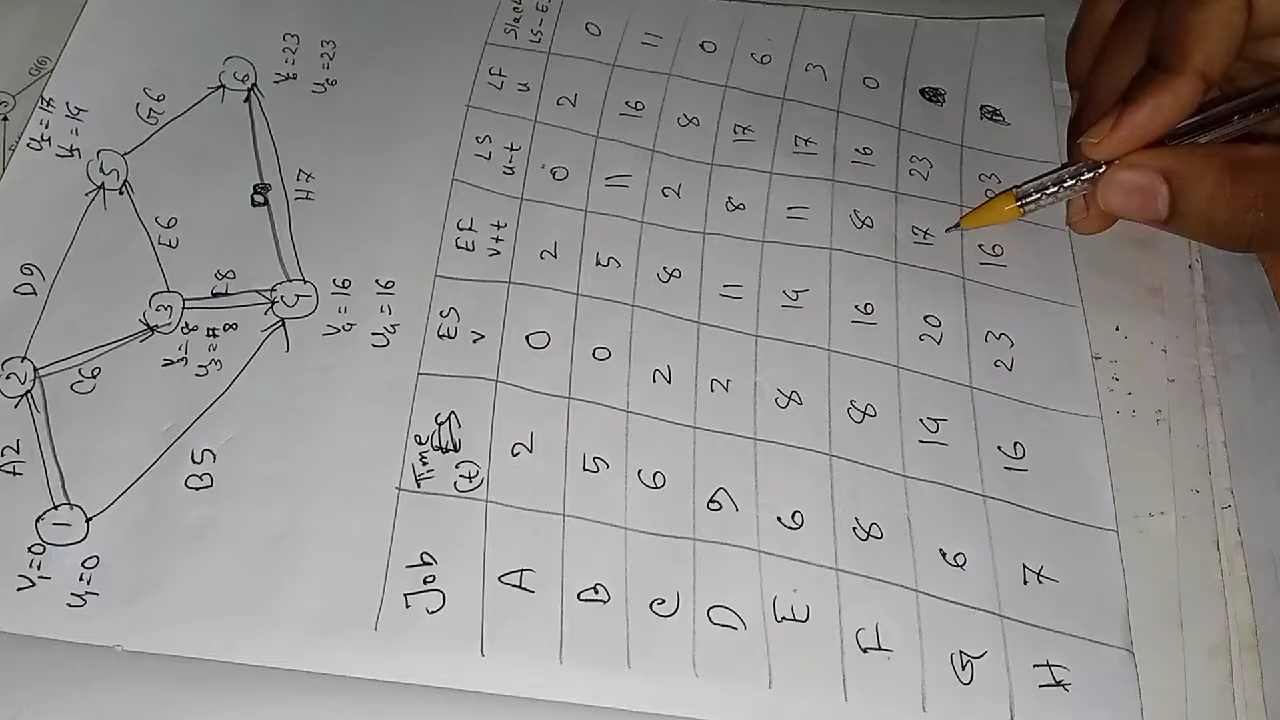 V₁=0
u₁=0
1
A2
2
B5
C6
D9
3
V₃=8
u₃=8
F8
E6
4
V₄=16
u₄=16
5
u₅=17
V₅=14
G6
H7
6
V₆=23
u₆=23
Job Time (t) ES V EF V+t LS u-t LF u Slack LS-E
A 2 0 2 0 2 0
B 5 0 5 11 16 11
C 6 2 8 2 8 0
D 9 2 11 8 17 6
E 6 8 14 11 17 3
F 8 8 16 8 16 0
G 6 14 20 17 23
H 7 16 23 16 23